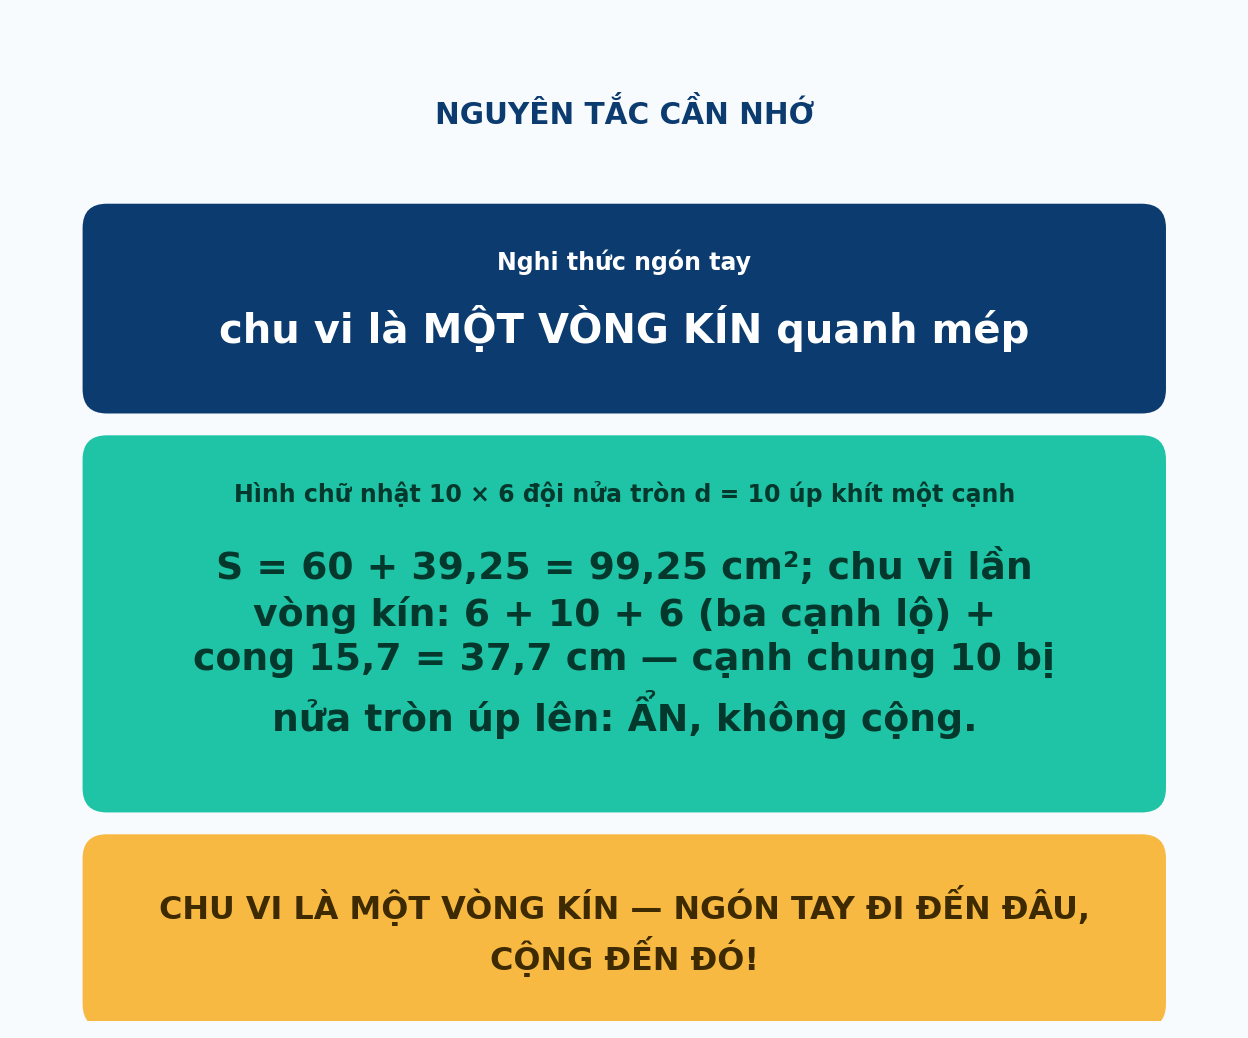 NGUYÊN TẮC CẦN NHỚ
Nghi thức ngón tay
chu vi là MỘT VÒNG KÍN quanh mép
Hình chữ nhật 10 × 6 đội nửa tròn d = 10 úp khít một cạnh
S = 60 + 39,25 = 99,25 cm²; chu vi lần
vòng kín: 6 + 10 + 6 (ba cạnh lộ) +
cong 15,7 = 37,7 cm — cạnh chung 10 bị
nửa tròn úp lên: ẨN, không cộng.
CHU VI LÀ MỘT VÒNG KÍN — NGÓN TAY ĐI ĐẾN ĐÂU,
CỘNG ĐẾN ĐÓ!